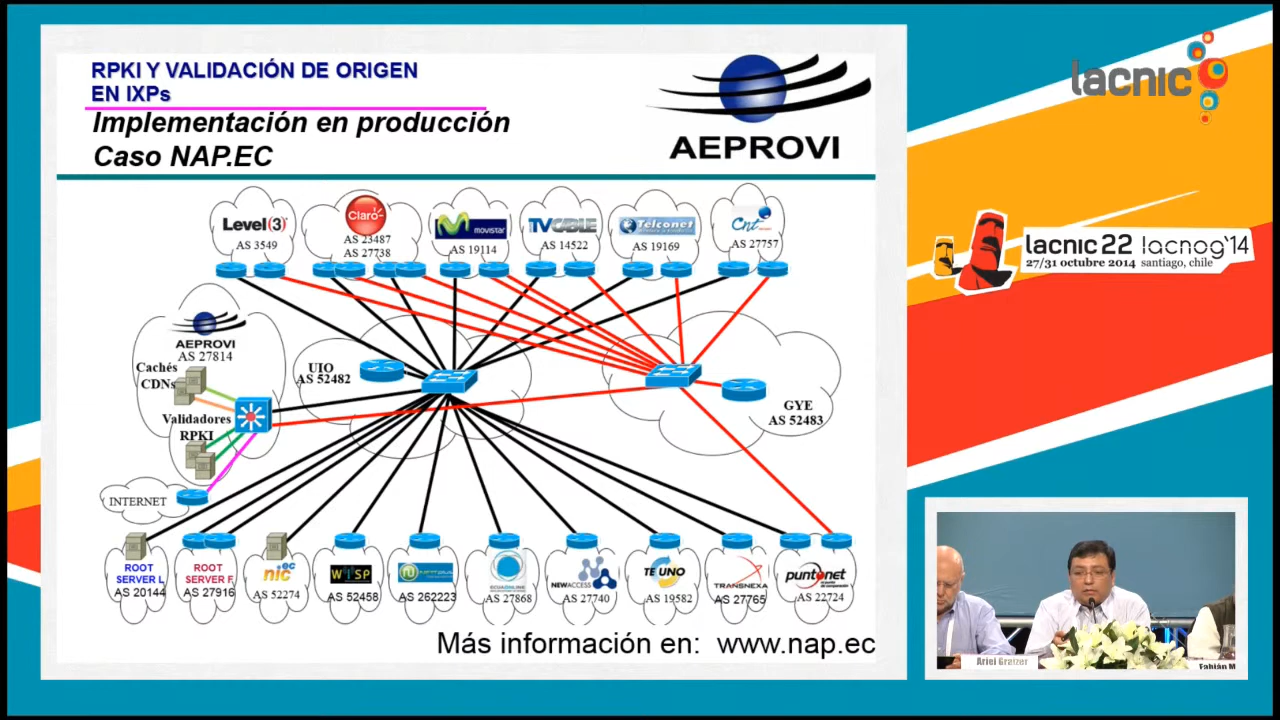 RPKI Y VALIDACIÓN DE ORIGEN
EN IXPs
Implementación en producción
Caso NAP.EC
AEPROVI
lacnic
lacnic 22 lacnog'14
27/31 octubre 2014 santiago, chile
Level(3)
AS 3549
Claro
AS 23487
AS 27738
movistar
AS 19114
TVCABLE
AS 14522
Telconet
AS 19169
Cnt
AS 27757
AEPROVI
AS 27814
Cachés
CDNs
Validadores
RPKI
INTERNET
UIO
AS 52482
GYE
AS 52483
ROOT
SERVER L
AS 20144
ROOT
SERVER F
AS 27916
nic ec
AS 52274
WISP
AS 52458
AS 262223
ECUAONLINE
AS 27868
NEWACCESS
AS 27740
TE UNO
AS 19582
TRANSNEXA
AS 27765
puntonet
AS 22724
Más información en: www.nap.ec
Ariel Graizer
Fabián M